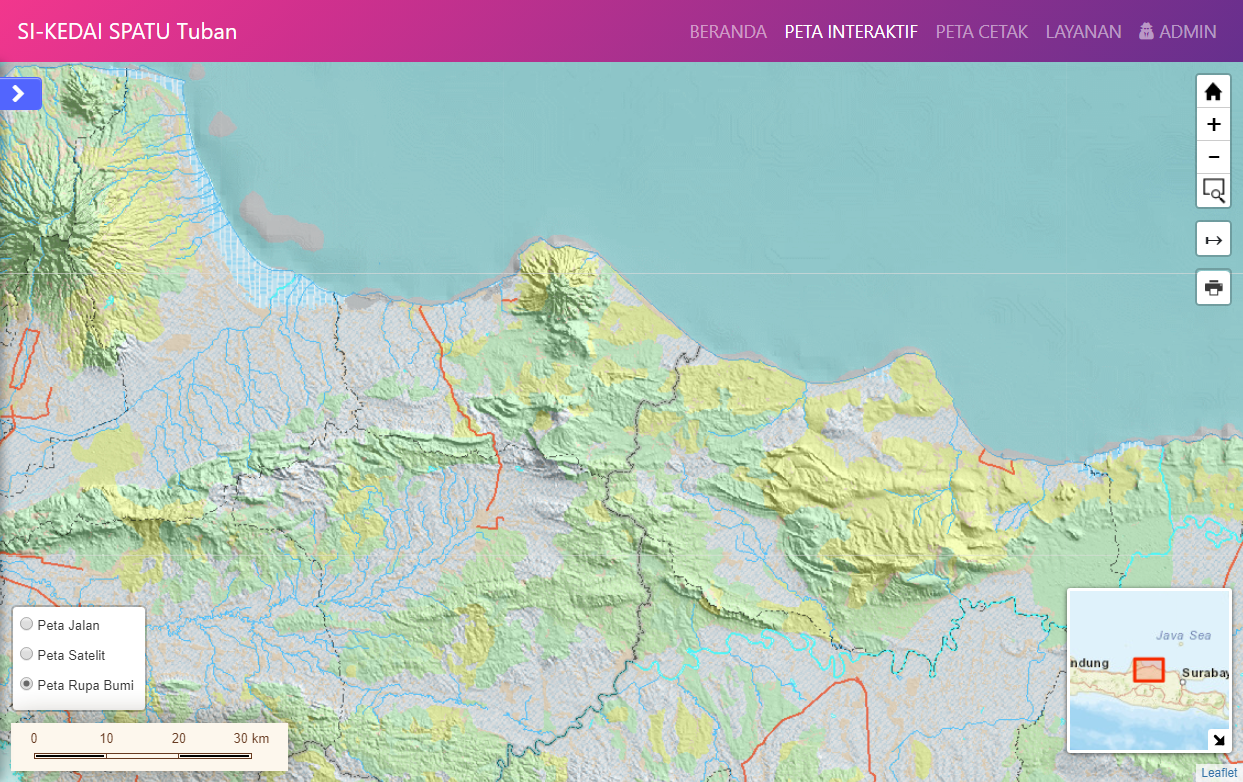 SI-KEDAI SPATU Tuban
BERANDA PETA INTERAKTIF PETA CETAK LAYANAN ADMIN
Peta Jalan
Peta Satelit
Peta Rupa Bumi
0 10 20 30 km
Java Sea
ndung
Surabay
Leaflet